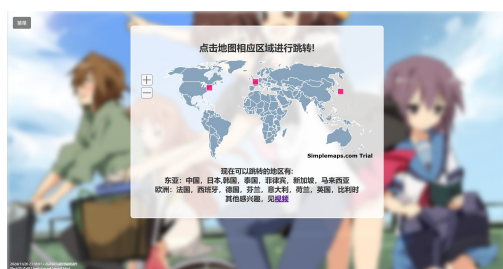 菜单
点击地图相应区域进行跳转!
+
−
Simplemaps.com Trial
现在可以跳转的地区有:
东亚: 中国, 日本,韩国, 泰国, 菲律宾, 新加坡, 马来西亚
欧洲: 法国, 西班牙, 德国, 芬兰, 意大利, 荷兰, 英国, 比利时
其他感兴趣, 见视频